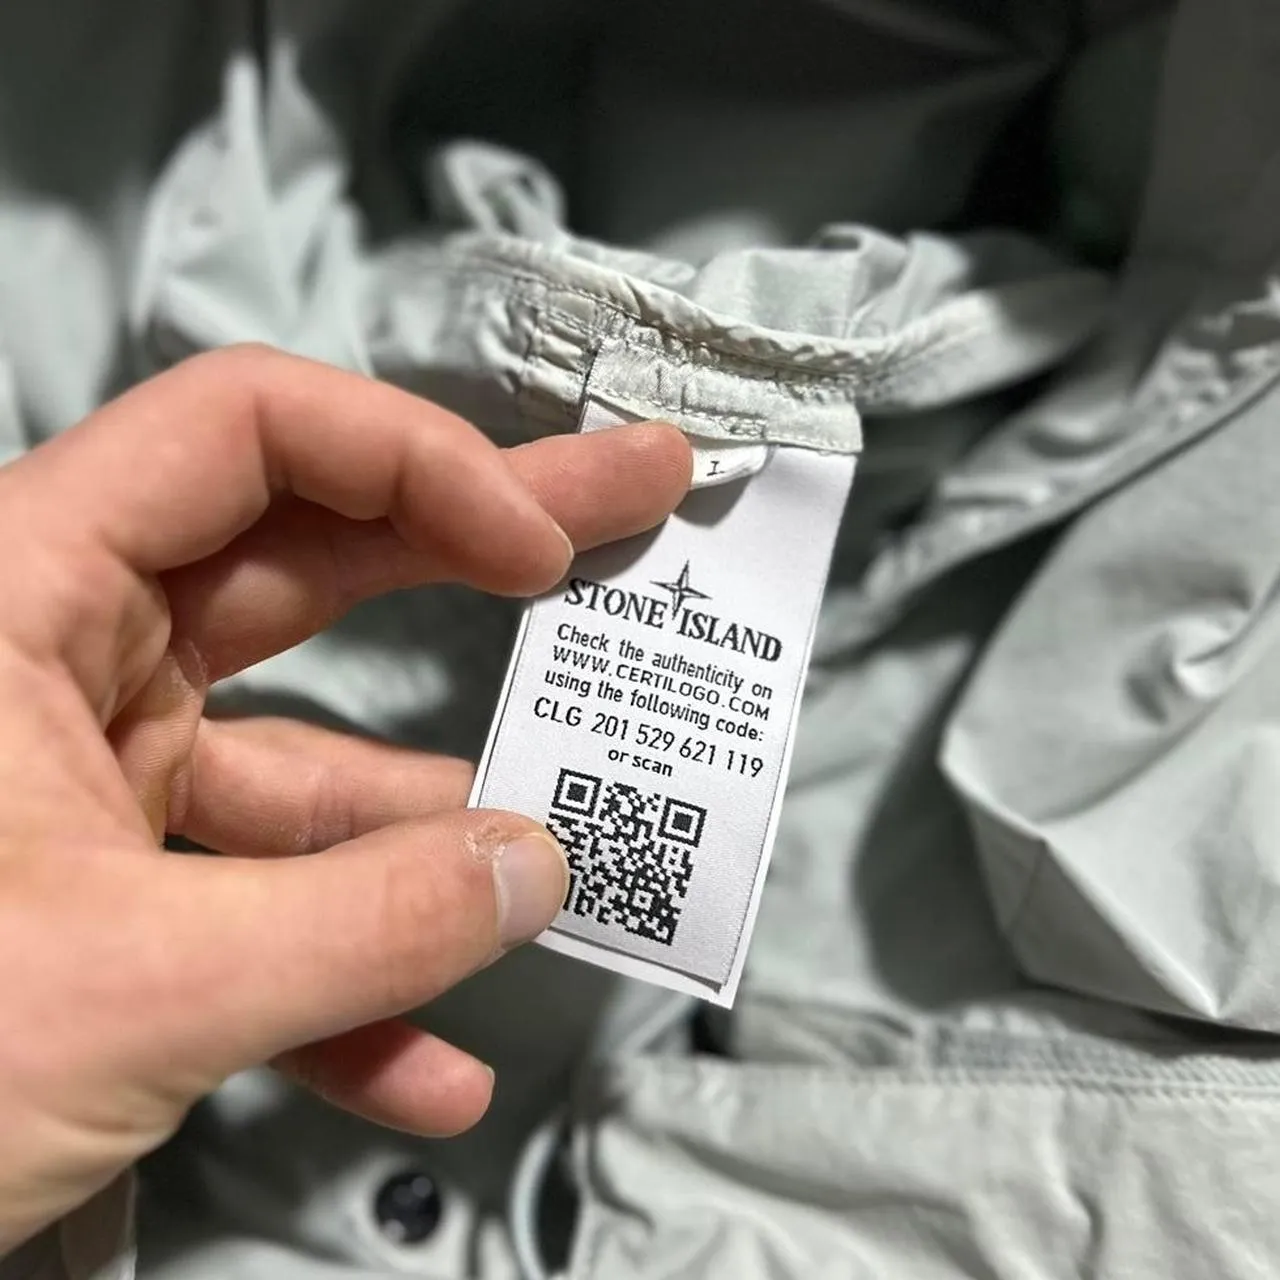 STONE ISLAND
Check the authenticity on
WWW.CERTILOGO.COM
using the following code:
CLG 201 529 621 119
or scan